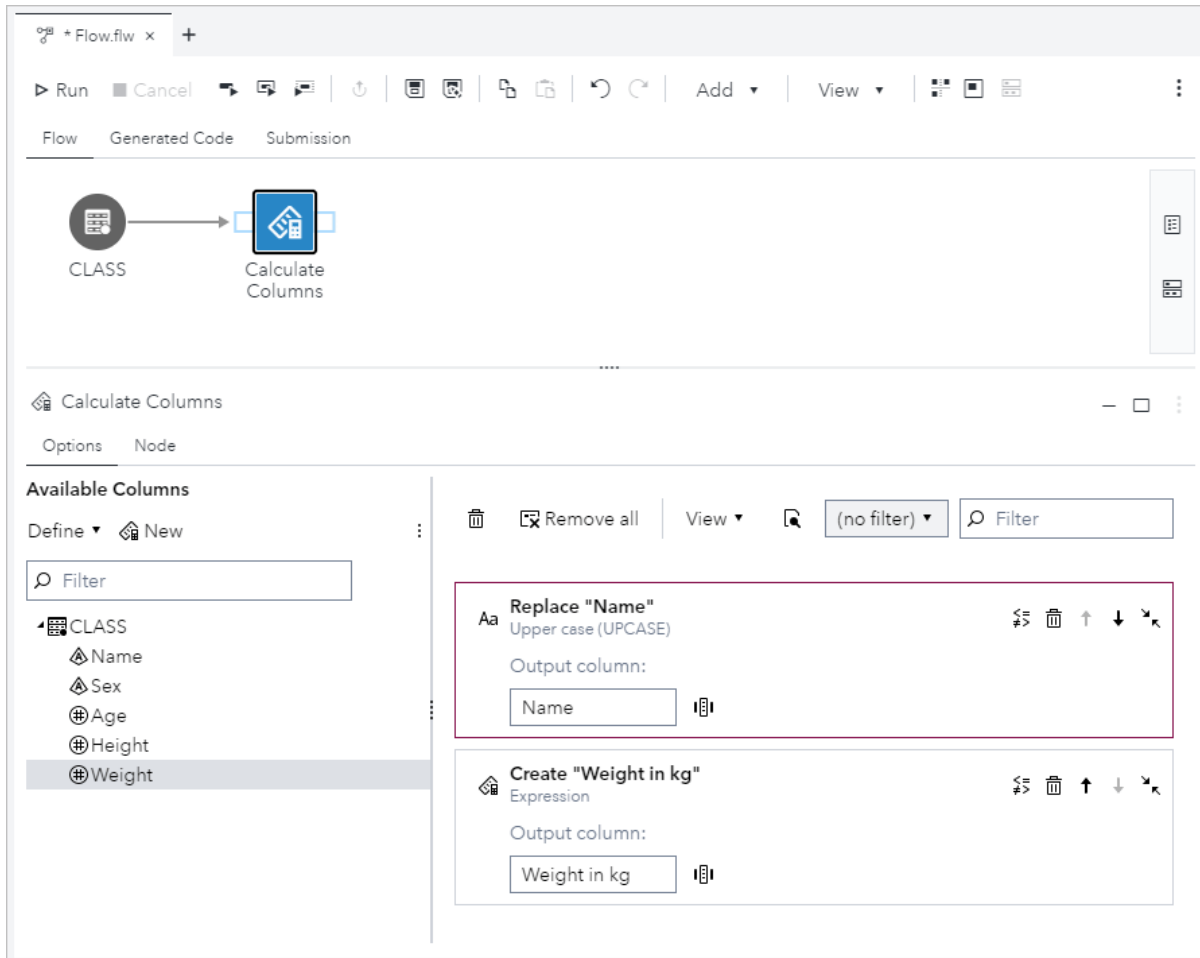 * Flow.flw × +
Run Cancel Add View
Flow Generated Code Submission
CLASS
Calculate
Columns
Calculate Columns
Options Node
Available Columns
Define New
Filter
CLASS
Name
Sex
Age
Height
Weight
Remove all View (no filter) Filter
Aa Replace "Name"
Upper case (UPCASE)
Output column:
Name
Create "Weight in kg"
Expression
Output column:
Weight in kg